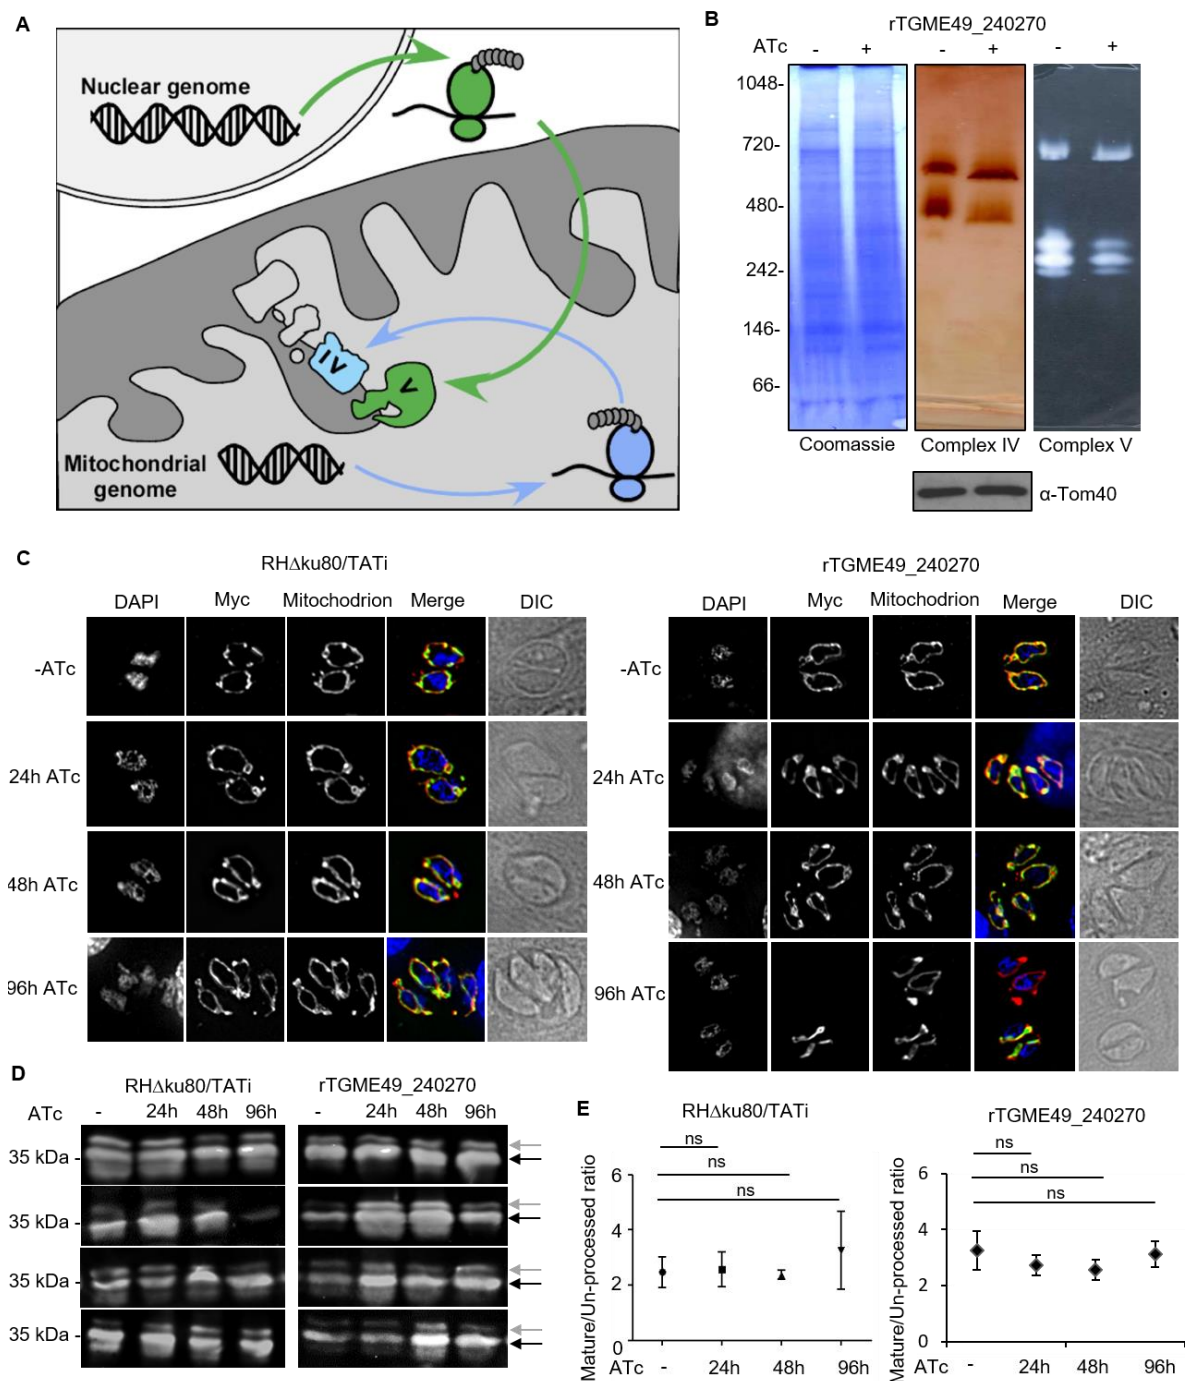 A
Nuclear genome
IV
V
Mitochondrial
genome
B
rTGME49_240270
ATc - + - + - +
1048-
720-
480-
242-
146-
66-
Coomassie Complex IV Complex V
α-Tom40
C
RHΔku80/TATi
DAPI Myc Mitochodrion Merge DIC
-ATc
24h ATc
48h ATc
96h ATc
rTGME49_240270
DAPI Myc Mitochodrion Merge DIC
-ATc
24h ATc
48h ATc
96h ATc
D
RHΔku80/TATi rTGME49_240270
ATc - 24h 48h 96h - 24h 48h 96h
35 kDa -
35 kDa -
35 kDa -
35 kDa -
E
RHΔku80/TATi
ns
ns
ns
Mature/Un-processed ratio
6
4
2
0
ATc - 24h 48h 96h
rTGME49_240270
ns
ns
ns
Mature/Un-processed ratio
6
4
2
0
ATc - 24h 48h 96h